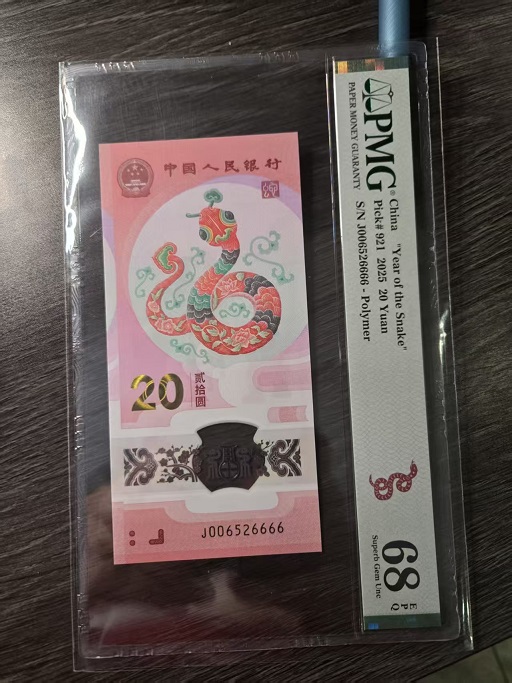 中国人民银行
20
贰拾圆
J006526666
PMG®
PAPER MONEY GUARANTY
China "Year of the Snake"
Pick# 921 2025 20 Yuan
S/N J006526666 - Polymer
68
EPQ
Superb Gem Unc